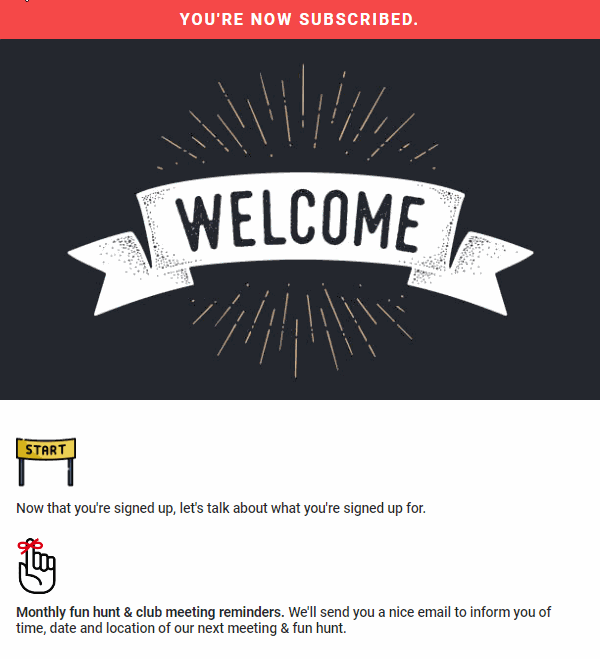 YOU'RE NOW SUBSCRIBED.
WELCOME
START
Now that you're signed up, let's talk about what you're signed up for.
Monthly fun hunt & club meeting reminders. We'll send you a nice email to inform you of
time, date and location of our next meeting & fun hunt.